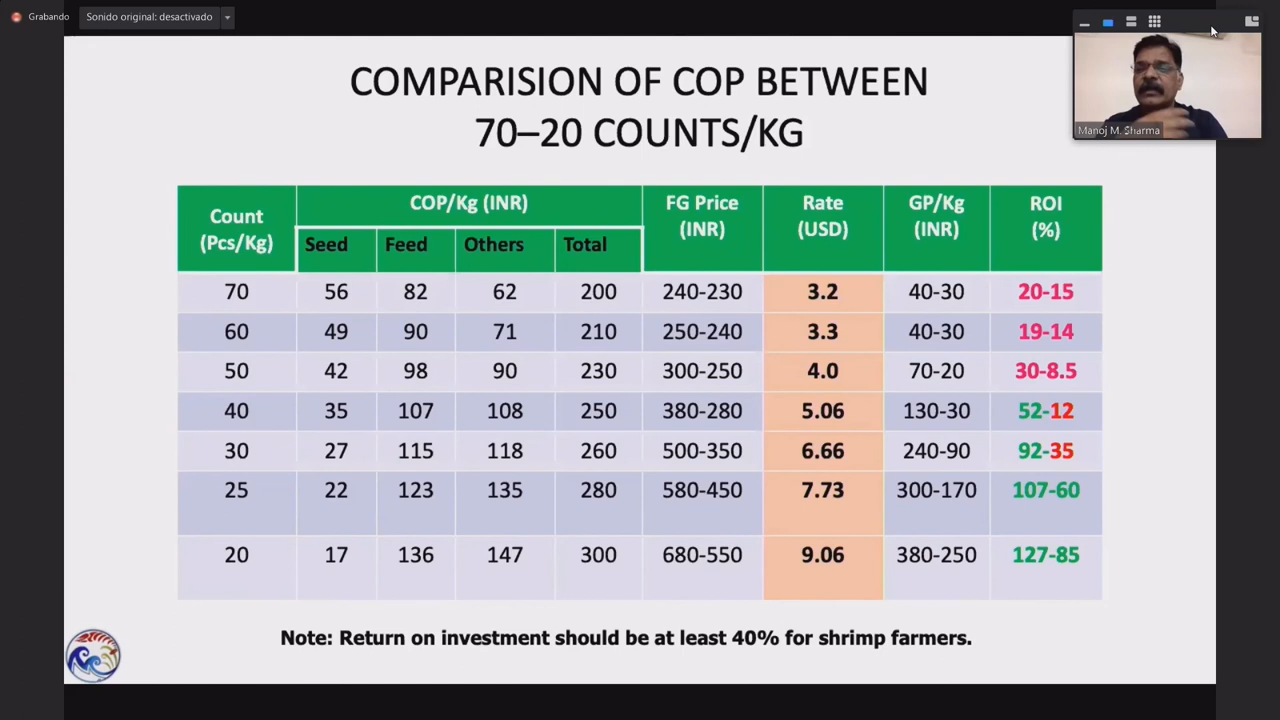 Grabando
Sonido original: desactivado
Manoj M. Sharma
COMPARISION OF COP BETWEEN
70–20 COUNTS/KG
Count (Pcs/Kg) COP/Kg (INR) FG Price (INR) Rate (USD) GP/Kg (INR) ROI (%)
Seed Feed Others Total
70 56 82 62 200 240-230 3.2 40-30 20-15
60 49 90 71 210 250-240 3.3 40-30 19-14
50 42 98 90 230 300-250 4.0 70-20 30-8.5
40 35 107 108 250 380-280 5.06 130-30 52-12
30 27 115 118 260 500-350 6.66 240-90 92-35
25 22 123 135 280 580-450 7.73 300-170 107-60
20 17 136 147 300 680-550 9.06 380-250 127-85
Note: Return on investment should be at least 40% for shrimp farmers.